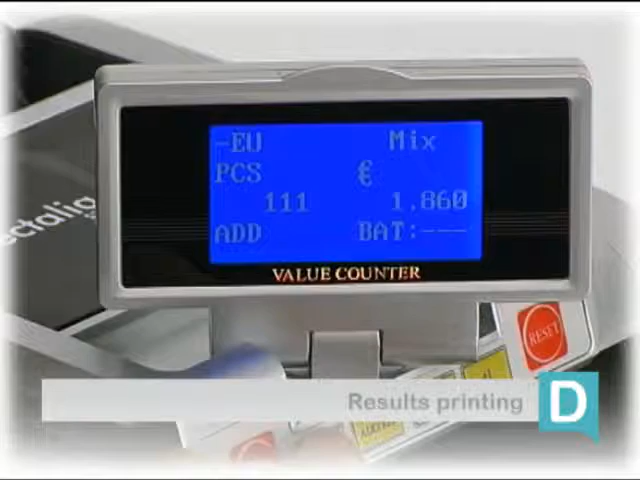 -EU Mix
PCS €
111 1.860
ADD BAT:---
VALUE COUNTER
RESET
Results printing D